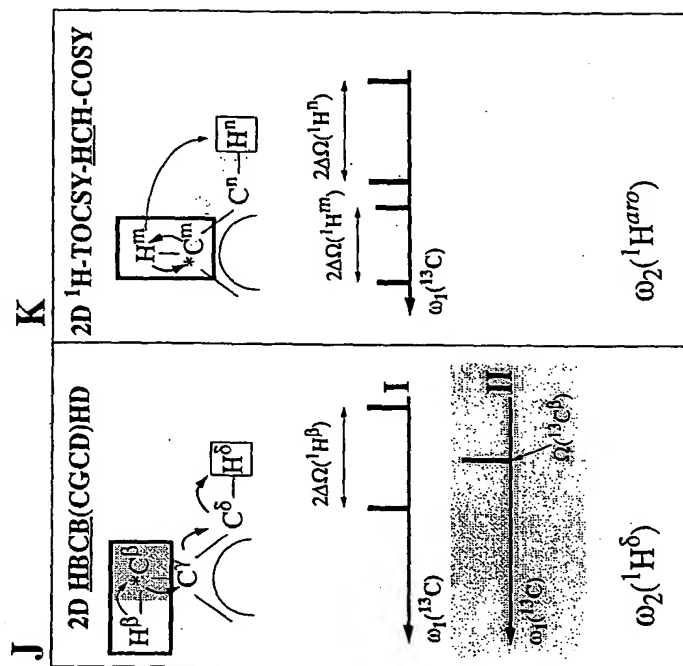 J
2D HBCB(CGCD)HD
H^β *C^β
C^γ
C^δ H^δ
2ΔΩ(¹H^β)
I
ω₁(¹³C)
II
Ω(¹³C^β)
ω₁(¹³C)
ω₂(¹H^δ)
K
2D ¹H-TOCSY-HCH-COSY
H^m
*C^m
C^n H^n
2ΔΩ(¹H^m) 2ΔΩ(¹H^n)
ω₁(¹³C)
ω₂(¹H^aro)